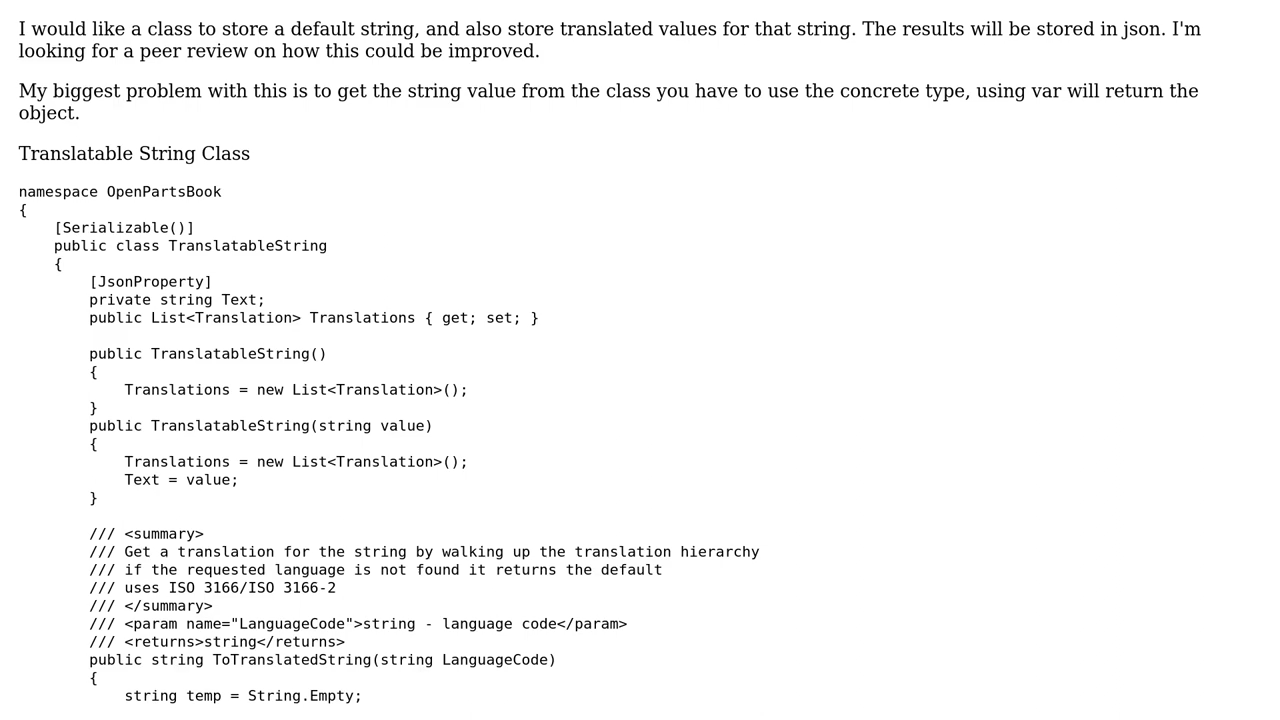 I would like a class to store a default string, and also store translated values for that string. The results will be stored in json. I'm
looking for a peer review on how this could be improved.
My biggest problem with this is to get the string value from the class you have to use the concrete type, using var will return the
object.
Translatable String Class
namespace OpenPartsBook
{
    [Serializable()]
    public class TranslatableString
    {
        [JsonProperty]
        private string Text;
        public List<Translation> Translations { get; set; }

        public TranslatableString()
        {
            Translations = new List<Translation>();
        }
        public TranslatableString(string value)
        {
            Translations = new List<Translation>();
            Text = value;
        }

        /// <summary>
        /// Get a translation for the string by walking up the translation hierarchy
        /// if the requested language is not found it returns the default
        /// uses ISO 3166/ISO 3166-2
        /// </summary>
        /// <param name="LanguageCode">string - language code</param>
        /// <returns>string</returns>
        public string ToTranslatedString(string LanguageCode)
        {
            string temp = String.Empty;